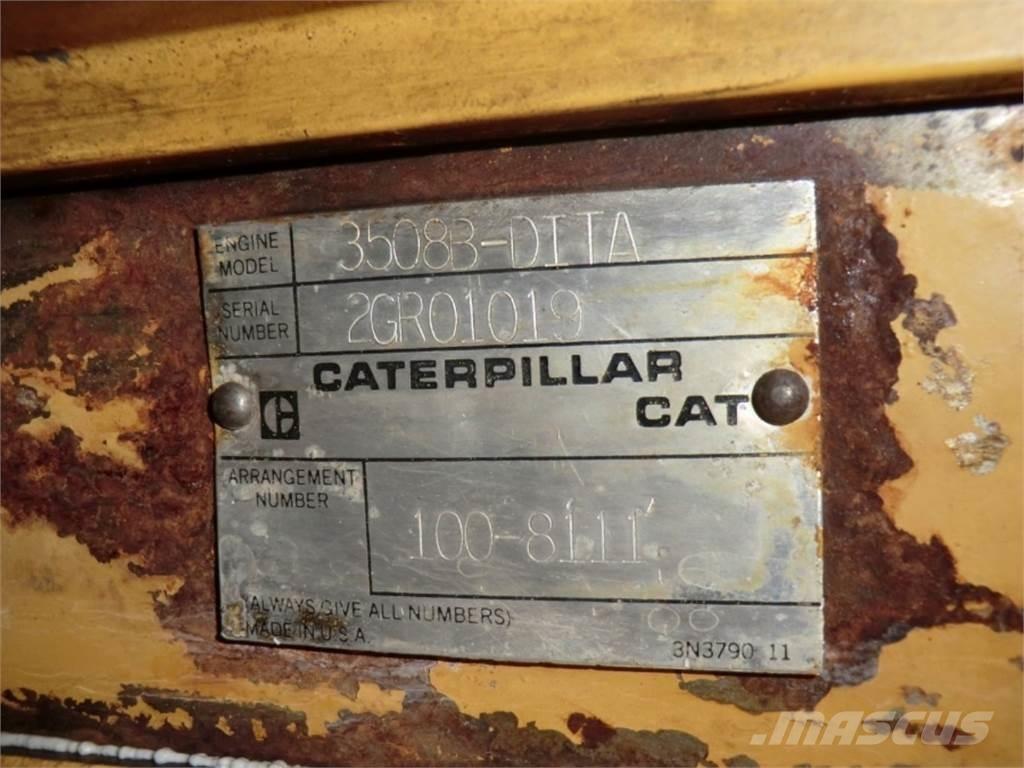 ENGINE MODEL 3508B-DITA
SERIAL NUMBER 2GR01019
CATERPILLAR
CAT
ARRANGEMENT NUMBER 100-8111
(ALWAYS GIVE ALL NUMBERS)
MADE IN U.S.A.
3N3790 11
MASCUS